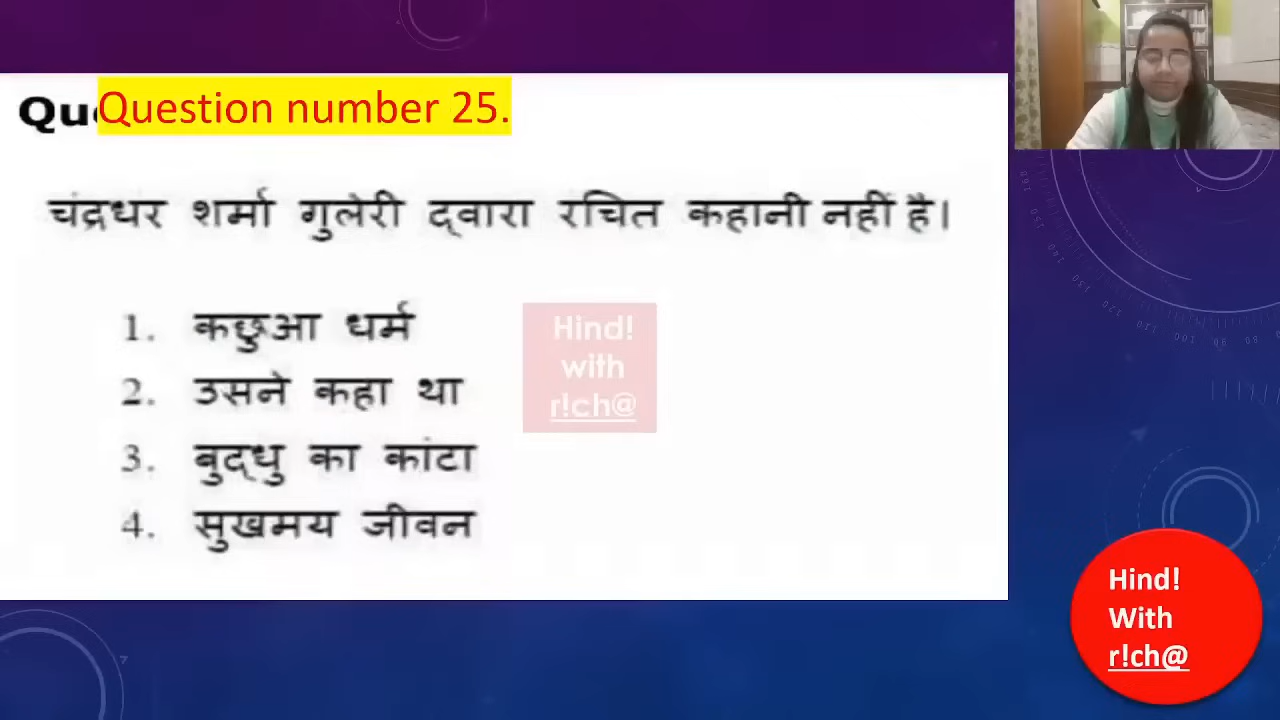 Question number 25.
चंद्रधर शर्मा गुलेरी द्वारा रचित कहानी नहीं है।
1. कछुआ धर्म
2. उसने कहा था
3. बुद्धु का कांटा
4. सुखमय जीवन
Hind!
with
r!ch@
Hind!
With
r!ch@